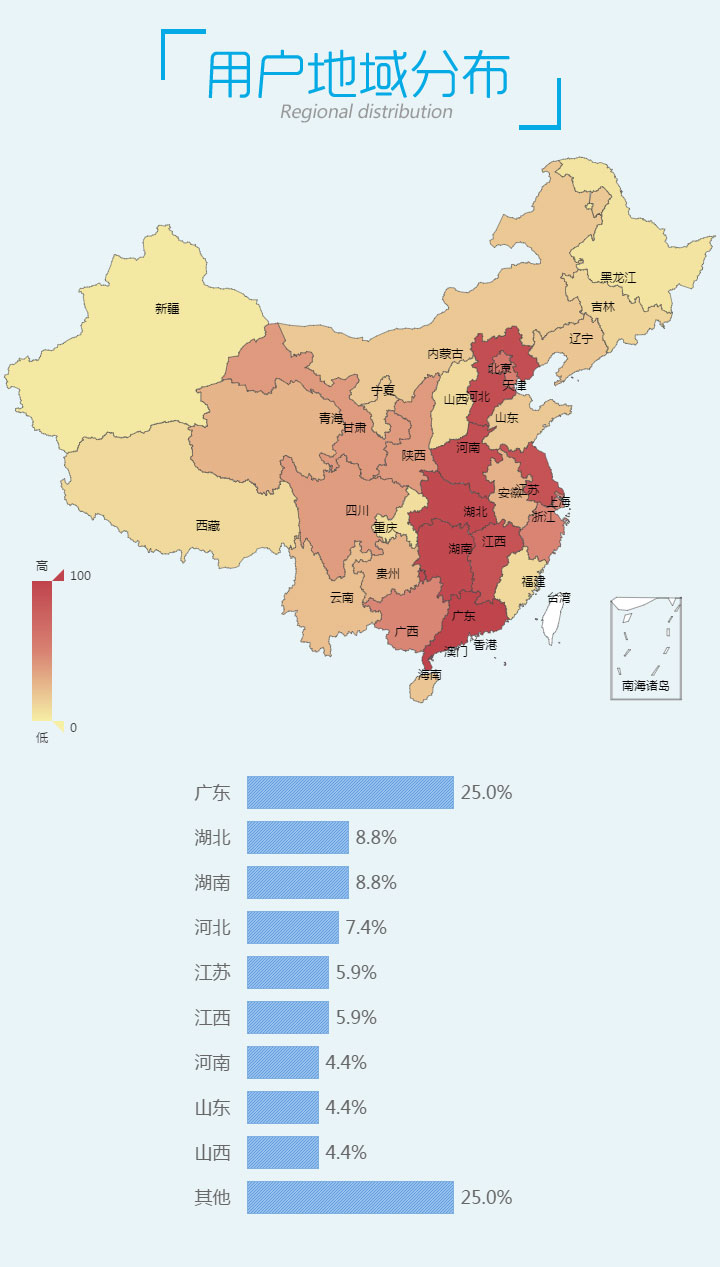 用户地域分布
Regional distribution
黑龙江
吉林
新疆
辽宁
内蒙古
北京
天津
宁夏
山西
河北
青海
甘肃
山东
河南
陕西
安徽
江苏
上海
四川
湖北
浙江
西藏
重庆
湖南
江西
贵州
福建
云南
台湾
广西
广东
澳门
香港
海南
南海诸岛
高
100
0
低
广东 25.0%
湖北 8.8%
湖南 8.8%
河北 7.4%
江苏 5.9%
江西 5.9%
河南 4.4%
山东 4.4%
山西 4.4%
其他 25.0%